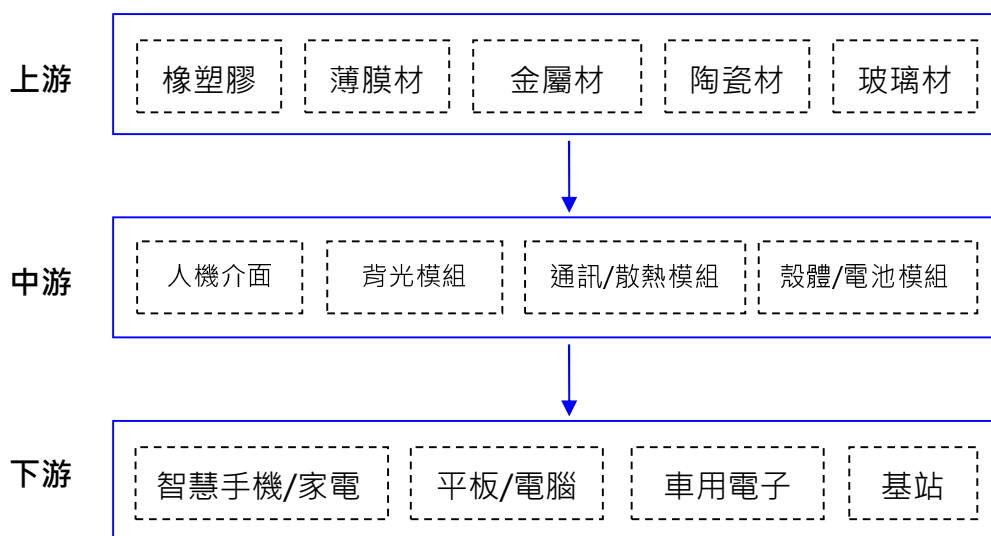 上游
橡塑膠 薄膜材 金屬材 陶瓷材 玻璃材
中游
人機介面 背光模組 通訊/散熱模組 殼體/電池模組
下游
智慧手機/家電 平板/電腦 車用電子 基站